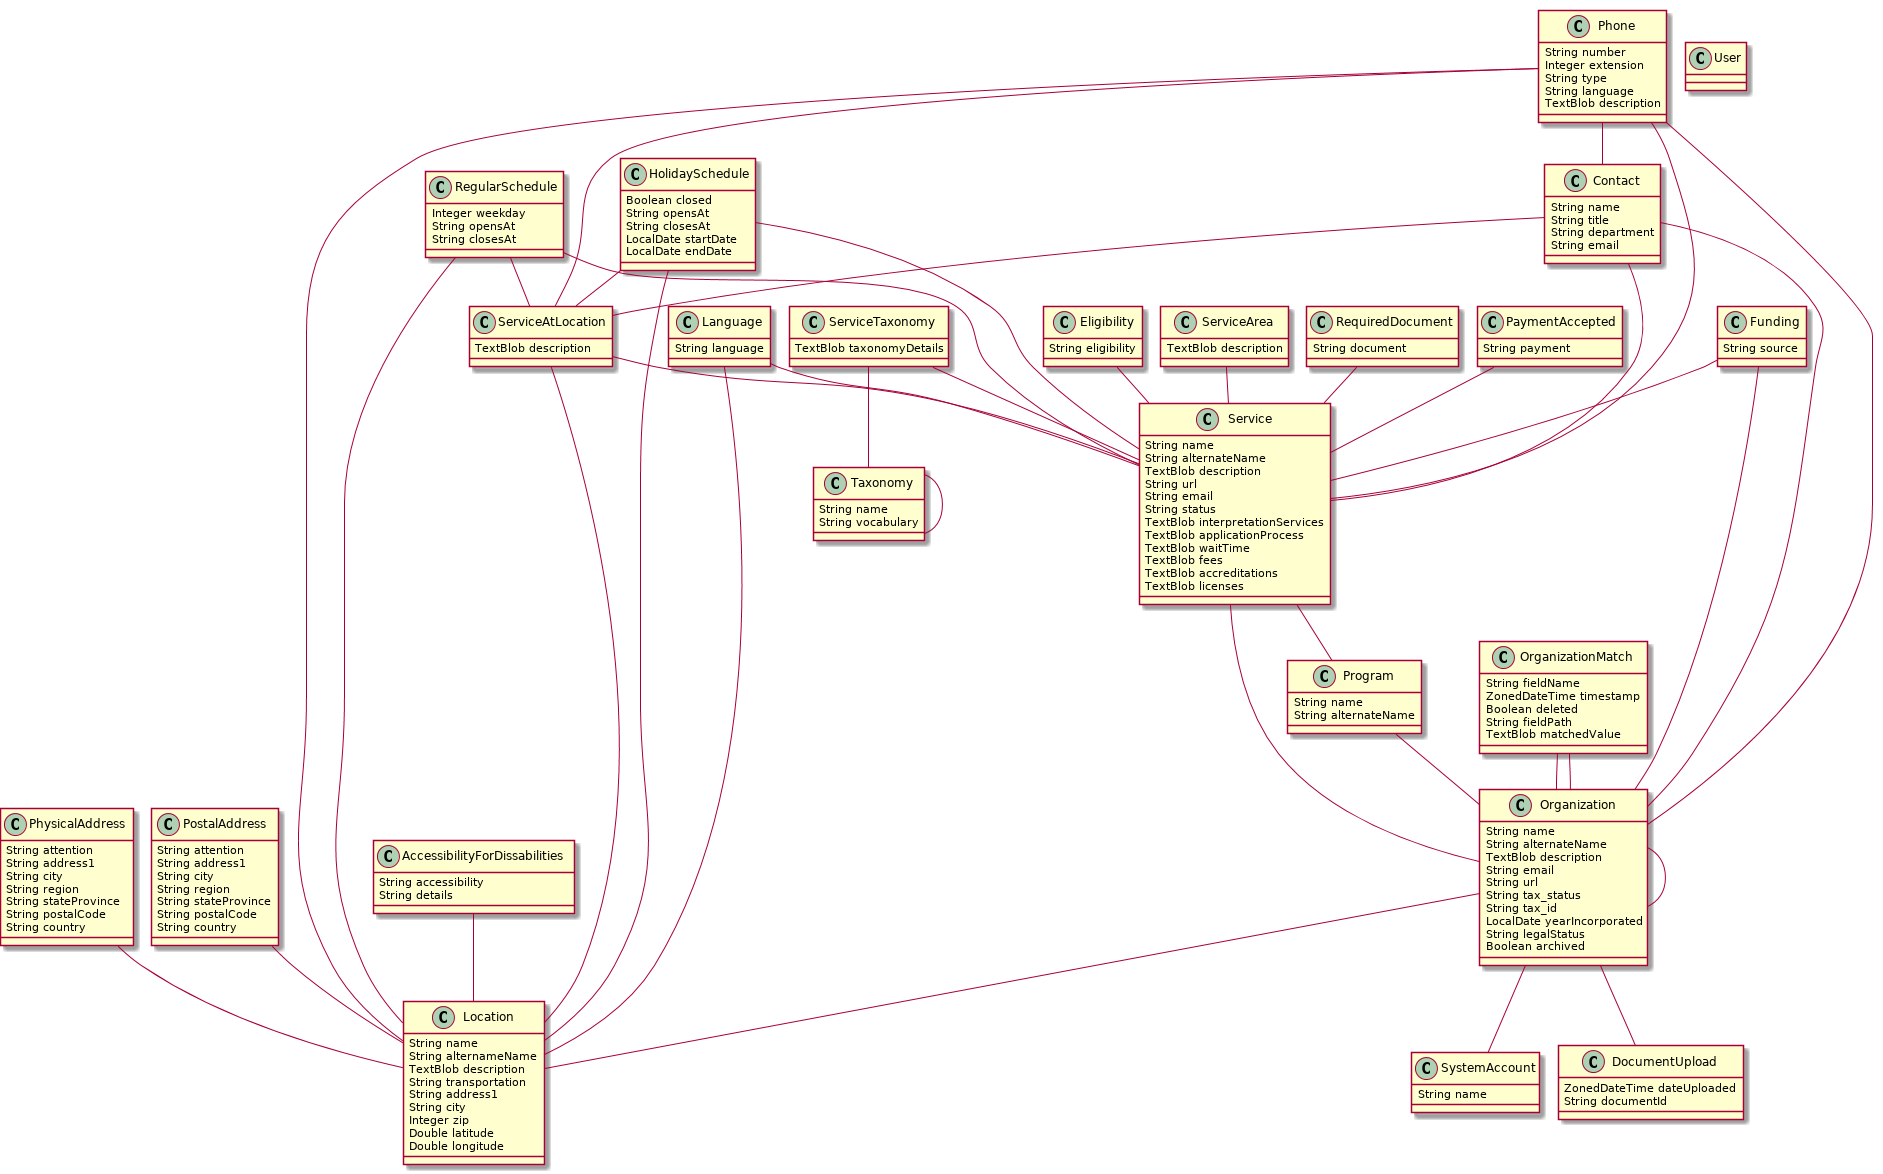 C Phone
String number
Integer extension
String type
String language
TextBlob description
C User
C RegularSchedule
Integer weekday
String opensAt
String closesAt
C HolidaySchedule
Boolean closed
String opensAt
String closesAt
LocalDate startDate
LocalDate endDate
C Contact
String name
String title
String department
String email
C ServiceAtLocation
TextBlob description
C Language
String language
C ServiceTaxonomy
TextBlob taxonomyDetails
C Eligibility
String eligibility
C ServiceArea
TextBlob description
C RequiredDocument
String document
C PaymentAccepted
String payment
C Funding
String source
C Service
String name
String alternateName
TextBlob description
String url
String email
String status
TextBlob interpretationServices
TextBlob applicationProcess
TextBlob waitTime
TextBlob fees
TextBlob accreditations
TextBlob licenses
C Taxonomy
String name
String vocabulary
C Program
String name
String alternateName
C OrganizationMatch
String fieldName
ZonedDateTime timestamp
Boolean deleted
String fieldPath
TextBlob matchedValue
C Organization
String name
String alternateName
TextBlob description
String email
String url
String tax_status
String tax_id
LocalDate yearIncorporated
String legalStatus
Boolean archived
C PhysicalAddress
String attention
String address1
String city
String region
String stateProvince
String postalCode
String country
C PostalAddress
String attention
String address1
String city
String region
String stateProvince
String postalCode
String country
C AccessibilityForDissabilities
String accessibility
String details
C Location
String name
String alternameName
TextBlob description
String transportation
String address1
String city
Integer zip
Double latitude
Double longitude
C SystemAccount
String name
C DocumentUpload
ZonedDateTime dateUploaded
String documentId